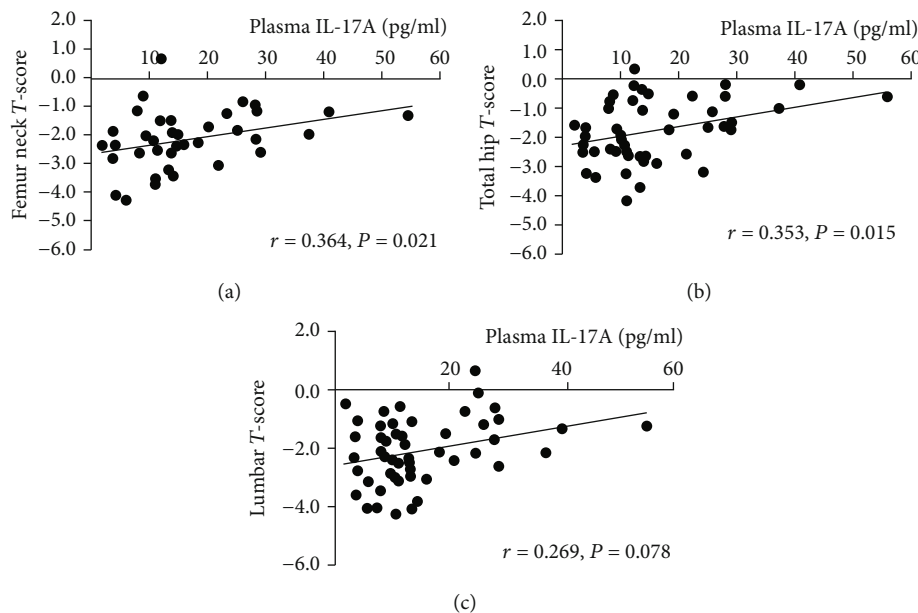 Plasma IL-17A (pg/ml)
2.0
1.0
0.0
−1.0
−2.0
−3.0
−4.0
−5.0
−6.0
10 20 30 40 50 60
Femur neck T-score
r = 0.364, P = 0.021
(a)
Plasma IL-17A (pg/ml)
2.0
1.0
0.0
−1.0
−2.0
−3.0
−4.0
−5.0
−6.0
10 20 30 40 50 60
Total hip T-score
r = 0.353, P = 0.015
(b)
Plasma IL-17A (pg/ml)
2.0
0.0
−2.0
−4.0
−6.0
20 40 60
Lumbar T-score
r = 0.269, P = 0.078
(c)